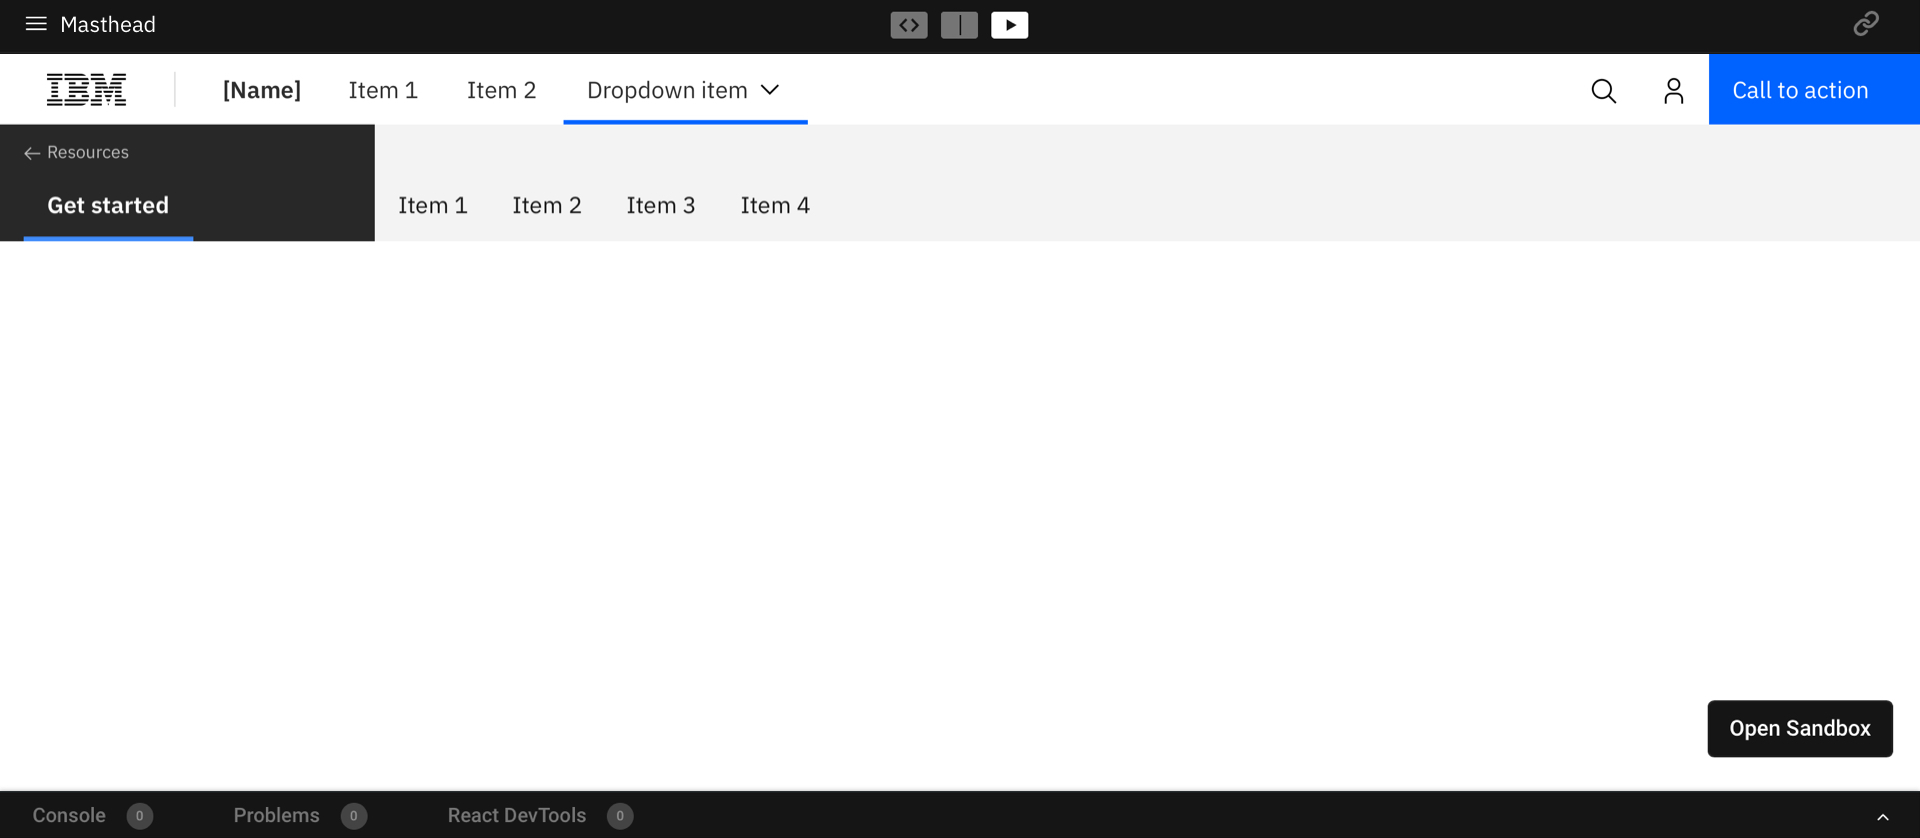 Masthead
IBM [Name] Item 1 Item 2 Dropdown item Call to action
Resources
Get started Item 1 Item 2 Item 3 Item 4
Open Sandbox
Console 0 Problems 0 React DevTools 0